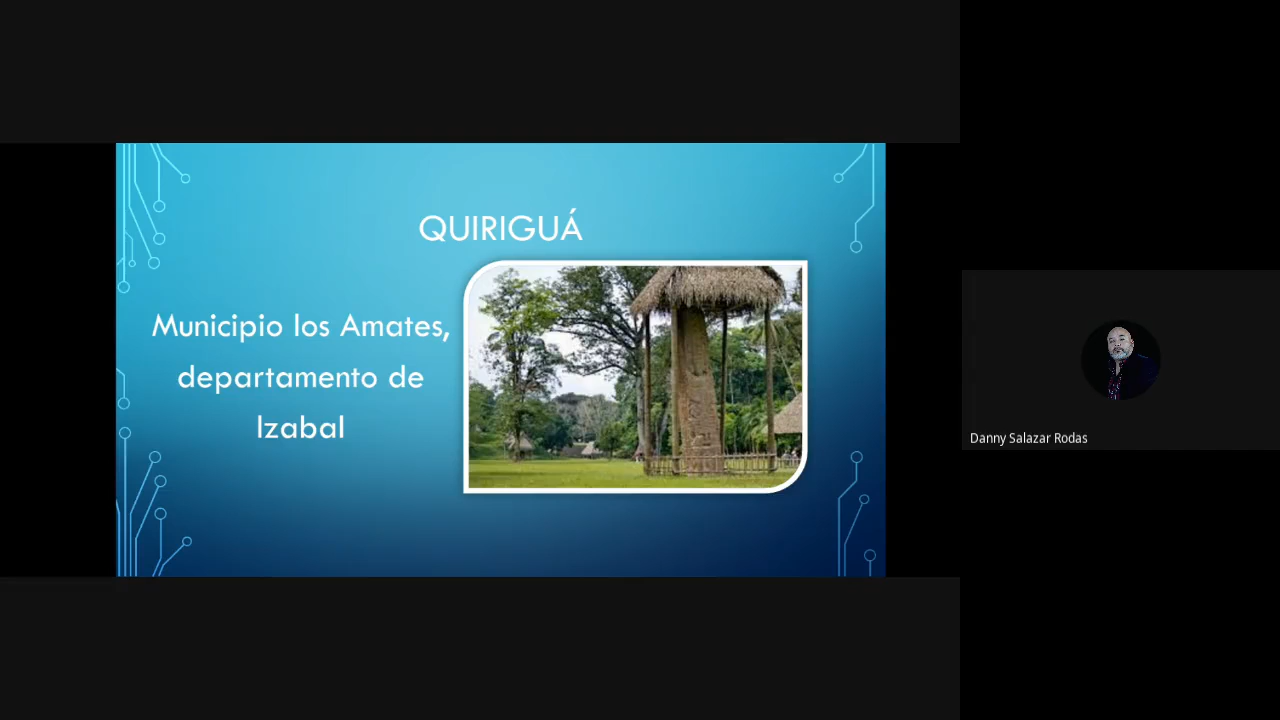 QUIRIGUÁ
Municipio los Amates,
departamento de
Izabal
Danny Salazar Rodas